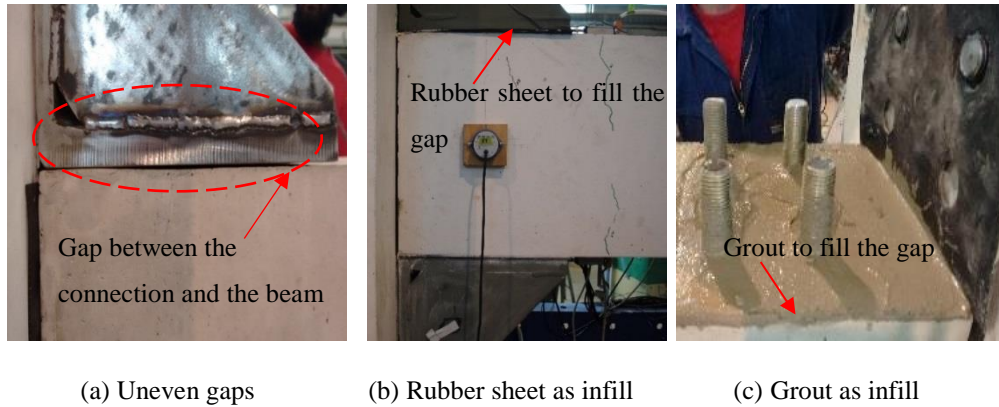 Gap between the
connection and the beam
Rubber sheet to fill the
gap
Grout to fill the gap
(a) Uneven gaps
(b) Rubber sheet as infill
(c) Grout as infill